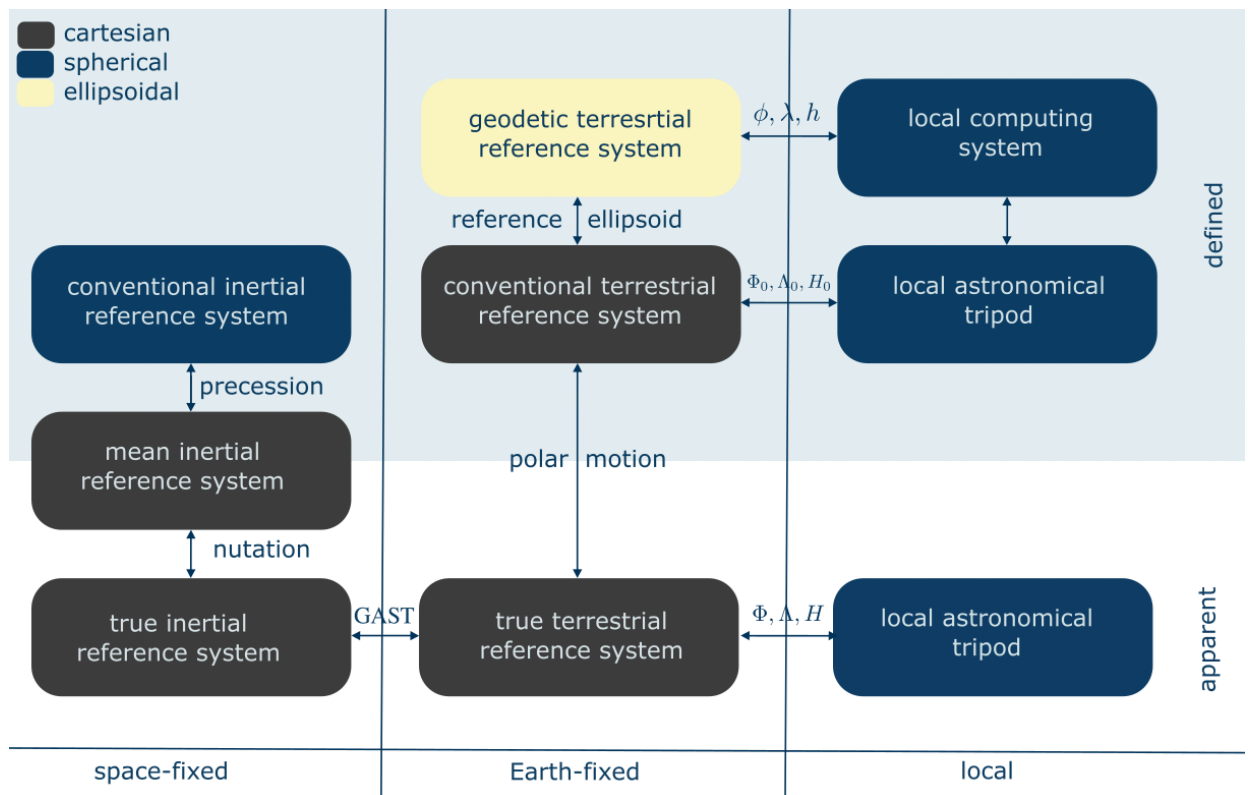 cartesian
spherical
ellipsoidal
geodetic terresrtial
reference system
ϕ, λ, h
local computing
system
reference ellipsoid
defined
conventional inertial
reference system
conventional terrestrial
reference system
Φ₀, Λ₀, H₀
local astronomical
tripod
precession
mean inertial
reference system
polar motion
nutation
true inertial
reference system
GAST
true terrestrial
reference system
Φ, Λ, H
local astronomical
tripod
apparent
space-fixed
Earth-fixed
local